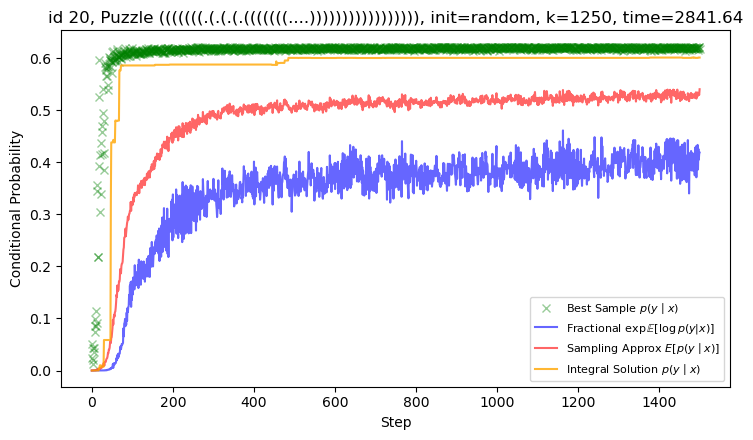 id 20, Puzzle (((((((.(.(.(.(((((((....))))))))))))))))), init=random, k=1250, time=2841.64
Conditional Probability
0.6
0.5
0.4
0.3
0.2
0.1
0.0
Best Sample p(y | x)
Fractional exp 𝔼[log p(y|x)]
Sampling Approx E[p(y | x)]
Integral Solution p(y | x)
0 200 400 600 800 1000 1200 1400
Step